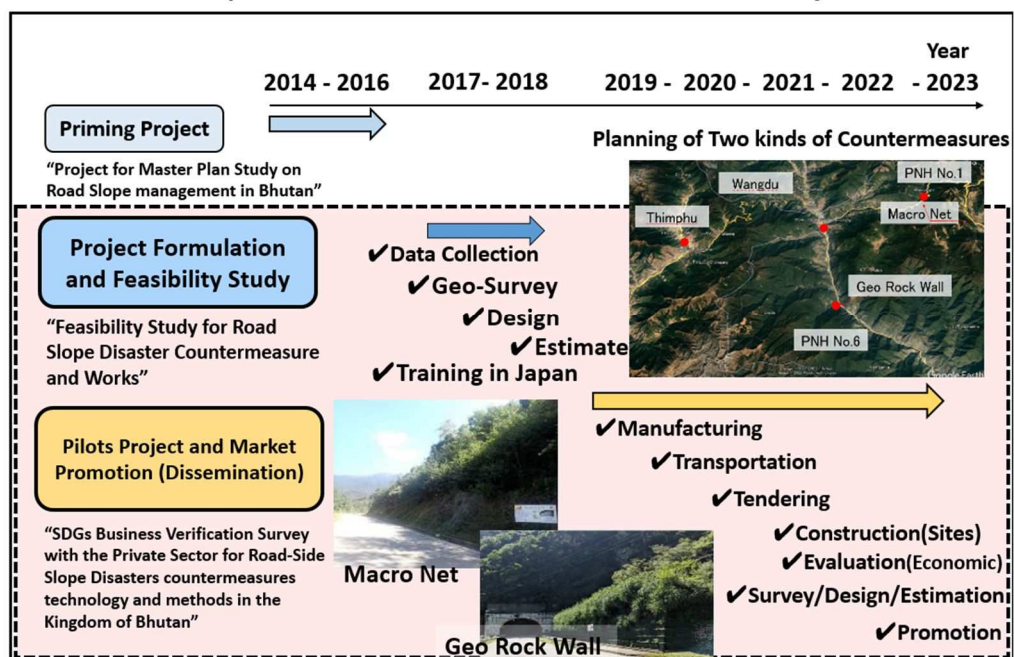 Year
2014 - 2016
2017- 2018
2019 - 2020 - 2021 - 2022 - 2023
Priming Project
“Project for Master Plan Study on
Road Slope management in Bhutan”
Planning of Two kinds of Countermeasures
PNH No.1
Wangdu
Thimphu
Macro Net
Geo Rock Wall
PNH No.6
Google Earth
Project Formulation
and Feasibility Study
“Feasibility Study for Road
Slope Disaster Countermeasure
and Works”
✔Data Collection
✔Geo-Survey
✔Design
✔Estimate
✔Training in Japan
Pilots Project and Market
Promotion (Dissemination)
“SDGs Business Verification Survey
with the Private Sector for Road-Side
Slope Disasters countermeasures
technology and methods in the
Kingdom of Bhutan”
Macro Net
Geo Rock Wall
✔Manufacturing
✔Transportation
✔Tendering
✔Construction(Sites)
✔Evaluation(Economic)
✔Survey/Design/Estimation
✔Promotion